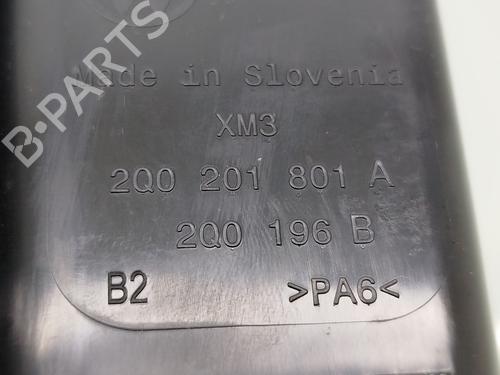 Made in Slovenia
XM3
2Q0 201 801 A
2Q0 196 B
B2 >PA6<
B-PARTS